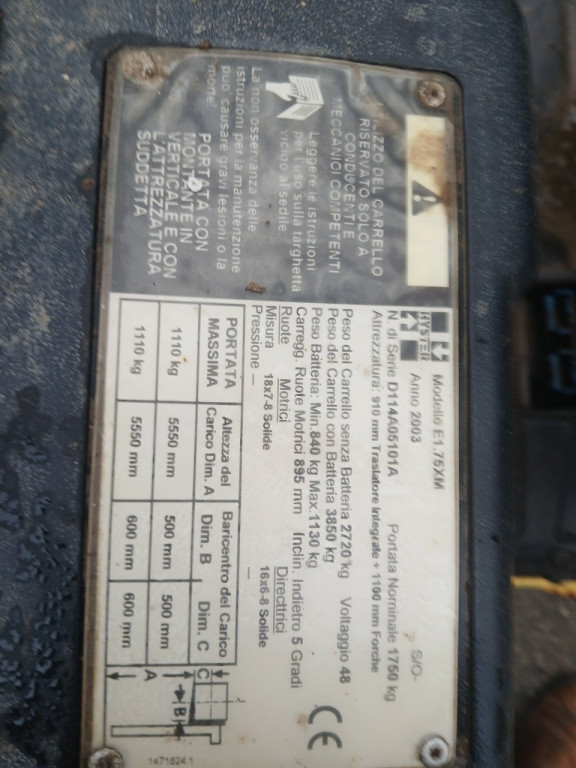 UTILIZZO DEL CARRELLO
RISERVATO SOLO A
CONDUCENTI E
MECCANICI COMPETENTI
Leggere le istruzioni
per l'uso sulla targhetta
vicino al sedile
La non osservanza delle
istruzioni per la manutenzione
puo' causare gravi lesioni o la
morte
PORTATA CON
MONTANTE IN
VERTICALE E CON
L'ATTREZZATURA
SUDDETTA
HYSTER
Modello E1.75XM
Anno 2003 S/O-
N. di Serie D114A05101A Portata Nominale 1750 kg
Attrezzatura: 910 mm Traslatore Integrale + 1100 mm Forche
Peso del Carrello senza Batteria 2720 kg Voltaggio 48
Peso del Carrello con Batteria 3850 kg
Peso Batteria: Min.840 kg Max.1130 kg
Carregg. Ruote Motrici 895 mm Inclin. Indietro 5 Gradi
Ruote Motrici Directtrici
Misura 18x7-8 Solide 16x6-8 Solide
Pressione — —
CE
PORTATA MASSIMA Altezza del Carico Dim. A Baricentro del Carico Dim. B Dim. C
1110 kg 5550 mm 500 mm 500 mm
1110 kg 5550 mm 600 mm 600 mm
A B C
1471824.1